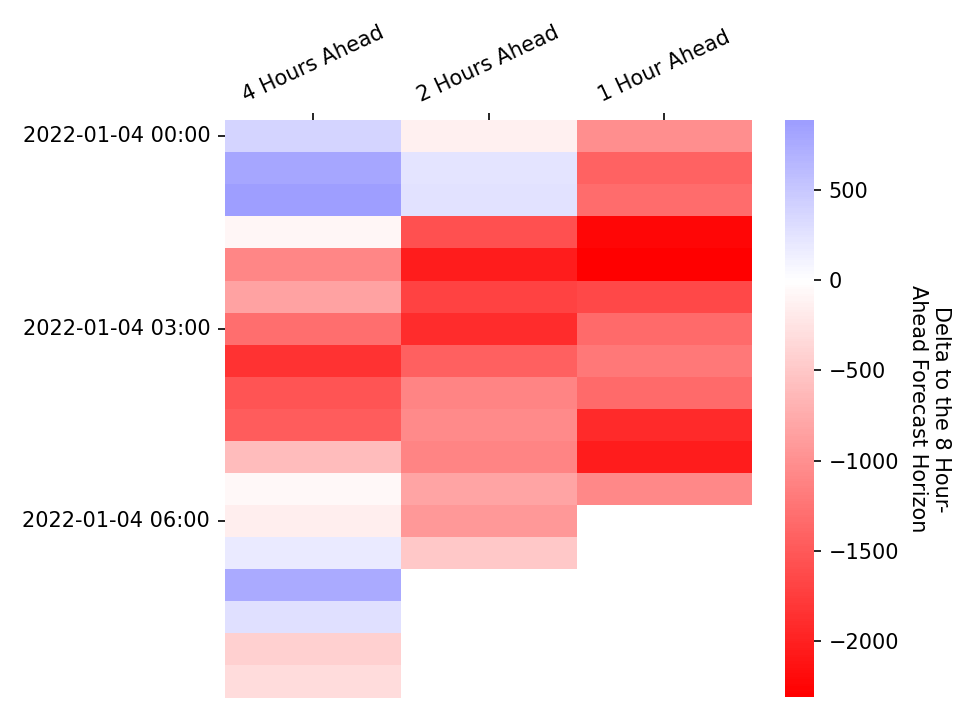 4 Hours Ahead
2 Hours Ahead
1 Hour Ahead
2022-01-04 00:00
2022-01-04 03:00
2022-01-04 06:00
500
0
−500
−1000
−1500
−2000
Delta to the 8 Hour-
Ahead Forecast Horizon